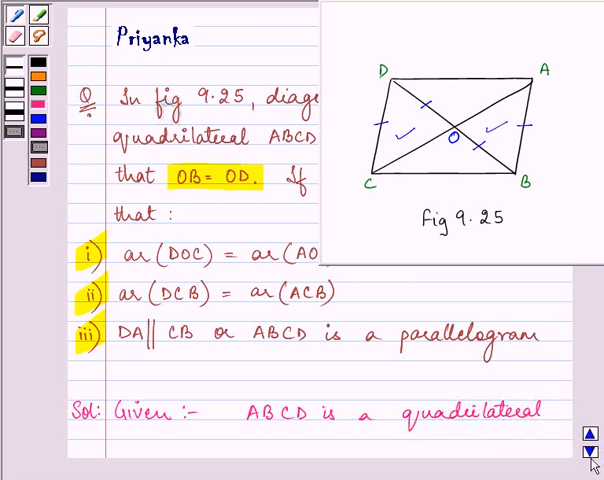 Priyanka
Q In fig 9.25, diag
quadrilateral ABCD
that OB = OD. If
that :
i) ar (DOC) = ar (AO
ii) ar (DCB) = ar (ACB)
iii) DA || CB or ABCD is a parallelogram
Sol: Given :- ABCD is a quadrilateral
D
A
O
C
B
fig 9.25